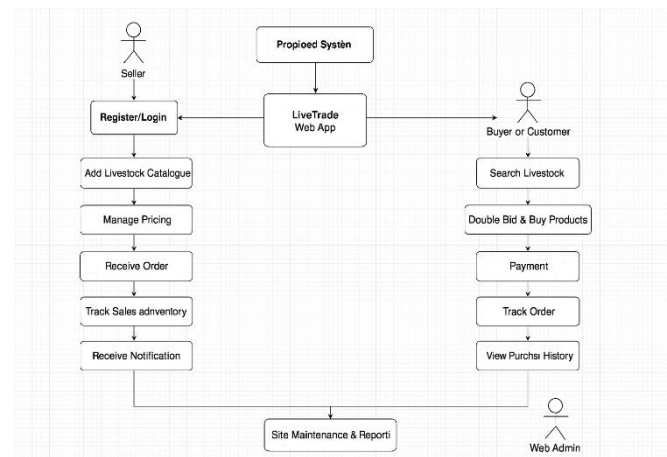 Propioed Systèn
Seller
Register/Login
LiveTrade
Web App
Buyer or Customer
Add Livestock Catalogue
Search Livestock
Manage Pricing
Double Bid & Buy Products
Receive Order
Payment
Track Sales adnventory
Track Order
Receive Notification
View Purchsı History
Site Maintenance & Reporti
Web Admin